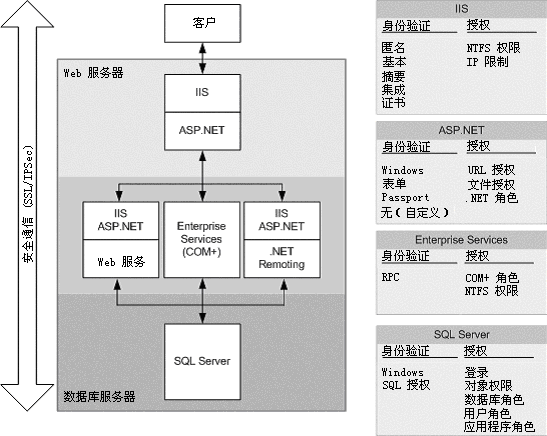 安全通信 (SSL/IPSec)
客户
Web 服务器
IIS
ASP.NET
IIS
ASP.NET
Web 服务
Enterprise
Services
(COM+)
IIS
ASP.NET
.NET
Remoting
SQL Server
数据库服务器
IIS
身份验证 授权
匿名 NTFS 权限
基本 IP 限制
摘要
集成
证书
ASP.NET
身份验证 授权
Windows URL 授权
表单 文件授权
Passport .NET 角色
无(自定义)
Enterprise Services
身份验证 授权
RPC COM+ 角色
NTFS 权限
SQL Server
身份验证 授权
Windows 登录
SQL 授权 对象权限
数据库角色
用户角色
应用程序角色